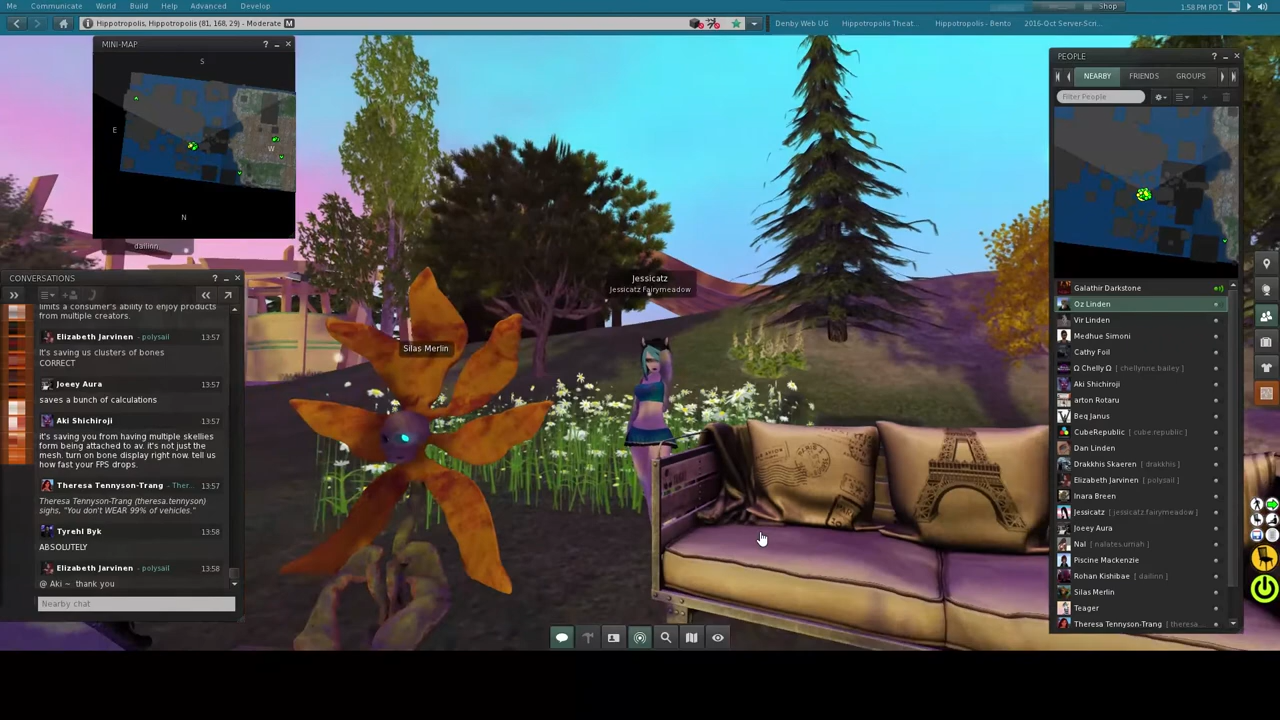 Me Communicate World Build Help Advanced Develop
Shop
1:58 PM PDT
Hippotropolis, Hippotropolis (81, 168, 29) - Moderate M
Denby Web UG Hippotropolis Theat... Hippotropolis - Bento 2016-Oct Server-Scri...
MINI-MAP ?
S
E
W
N
dailinn
CONVERSATIONS ?
limits a consumer's ability to enjoy products
from multiple creators.
Elizabeth Jarvinen - polysail 13:57
It's saving us clusters of bones
CORRECT
Joeey Aura 13:57
saves a bunch of calculations
Aki Shichiroji 13:57
it's saving you from having multiple skellies
form being attached to av. it's not just the
mesh. turn on bone display right now. tell us
how fast your FPS drops.
Theresa Tennyson-Trang - Ther... 13:57
Theresa Tennyson-Trang (theresa.tennyson)
sighs, "You don't WEAR 99% of vehicles."
Tyrehl Byk 13:58
ABSOLUTELY
Elizabeth Jarvinen - polysail 13:58
@ Aki ~ thank you
Nearby chat
Silas Merlin
Jessicatz
Jessicatz Fairymeadow
PEOPLE ?
NEARBY FRIENDS GROUPS
Filter People
Galathir Darkstone
Oz Linden
Vir Linden
Medhue Simoni
Cathy Foil
Ω Chelly Ω [ chellynne.bailey ]
Aki Shichiroji
arton Rotaru
Beq Janus
CubeRepublic [ cube republic ]
Dan Linden
Drakkhis Skaeren [ drakkhis ]
Elizabeth Jarvinen [ polysail ]
Inara Breen
Jessicatz [ jessicatz.fairymeadow ]
Joeey Aura
Nal [ nalates.urriah ]
Piscine Mackenzie
Rohan Kishibae [ dailinn ]
Silas Merlin
Teager
Theresa Tennyson-Trang [ theresa...